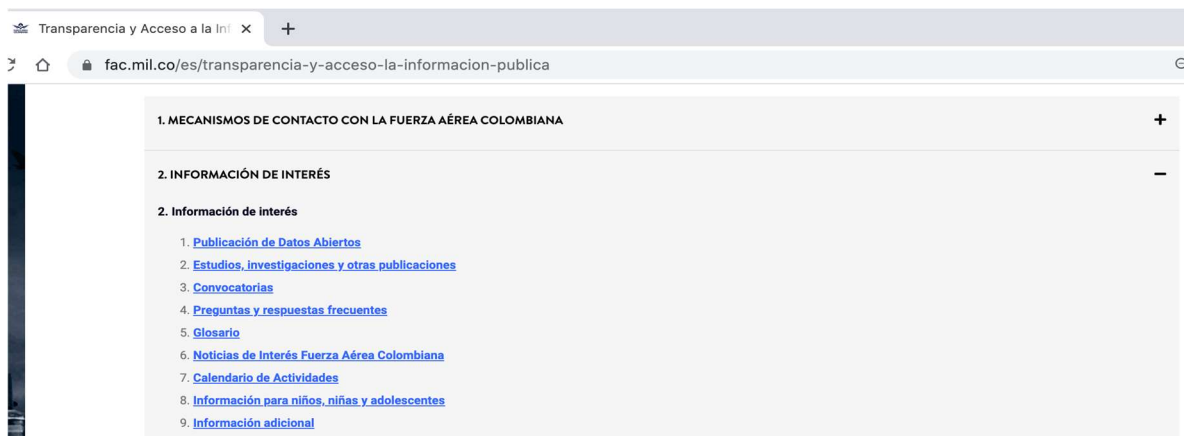 Transparencia y Acceso a la Inf
fac.mil.co/es/transparencia-y-acceso-la-informacion-publica
1. MECANISMOS DE CONTACTO CON LA FUERZA AÉREA COLOMBIANA
2. INFORMACIÓN DE INTERÉS
2. Información de interés
1. Publicación de Datos Abiertos
2. Estudios, investigaciones y otras publicaciones
3. Convocatorias
4. Preguntas y respuestas frecuentes
5. Glosario
6. Noticias de Interés Fuerza Aérea Colombiana
7. Calendario de Actividades
8. Información para niños, niñas y adolescentes
9. Información adicional